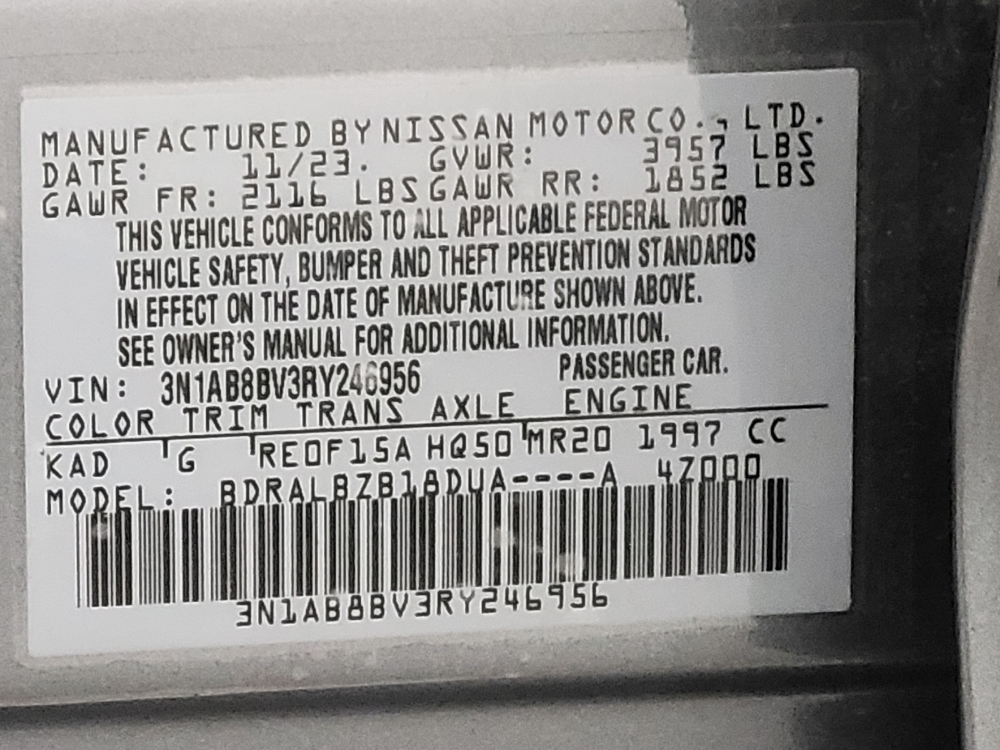 MANUFACTURED BY NISSAN MOTOR CO., LTD.
DATE: 11/23. GVWR: 3957 LBS
GAWR FR: 2116 LBS GAWR RR: 1852 LBS
THIS VEHICLE CONFORMS TO ALL APPLICABLE FEDERAL MOTOR
VEHICLE SAFETY, BUMPER AND THEFT PREVENTION STANDARDS
IN EFFECT ON THE DATE OF MANUFACTURE SHOWN ABOVE.
SEE OWNER'S MANUAL FOR ADDITIONAL INFORMATION.
VIN: 3N1AB8BV3RY246956 PASSENGER CAR.
COLOR TRIM TRANS AXLE ENGINE
KAD G RE0F15A HQ50 MR20 1997 CC
MODEL: BDRALBZB18DUA----A 4Z000
3N1AB8BV3RY246956